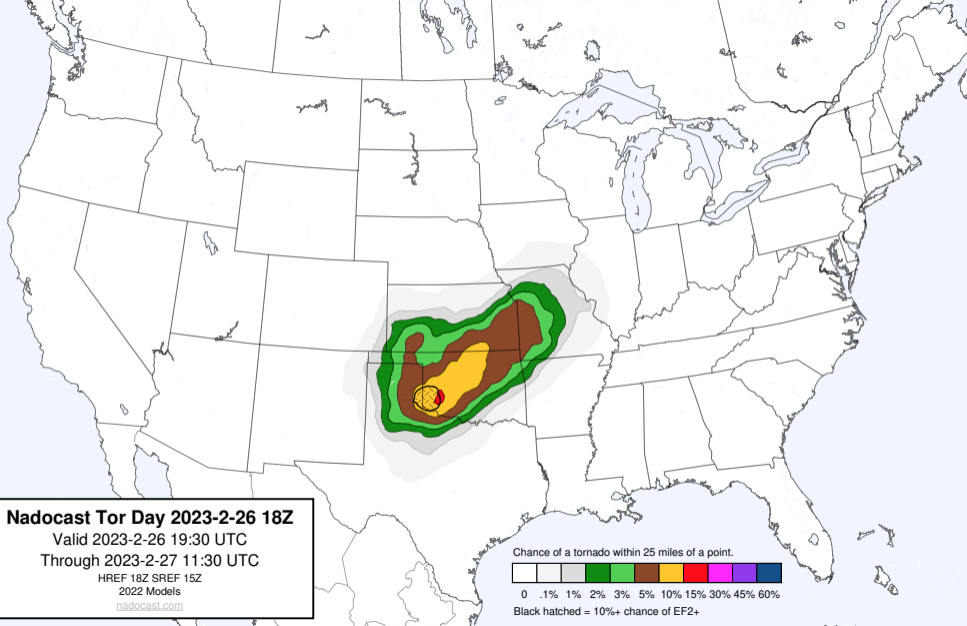 Nadocast Tor Day 2023-2-26 18Z
Valid 2023-2-26 19:30 UTC
Through 2023-2-27 11:30 UTC
HREF 18Z SREF 15Z
2022 Models
nadocast.com
Chance of a tornado within 25 miles of a point.
0 .1% 1% 2% 3% 5% 10% 15% 30% 45% 60%
Black hatched = 10%+ chance of EF2+